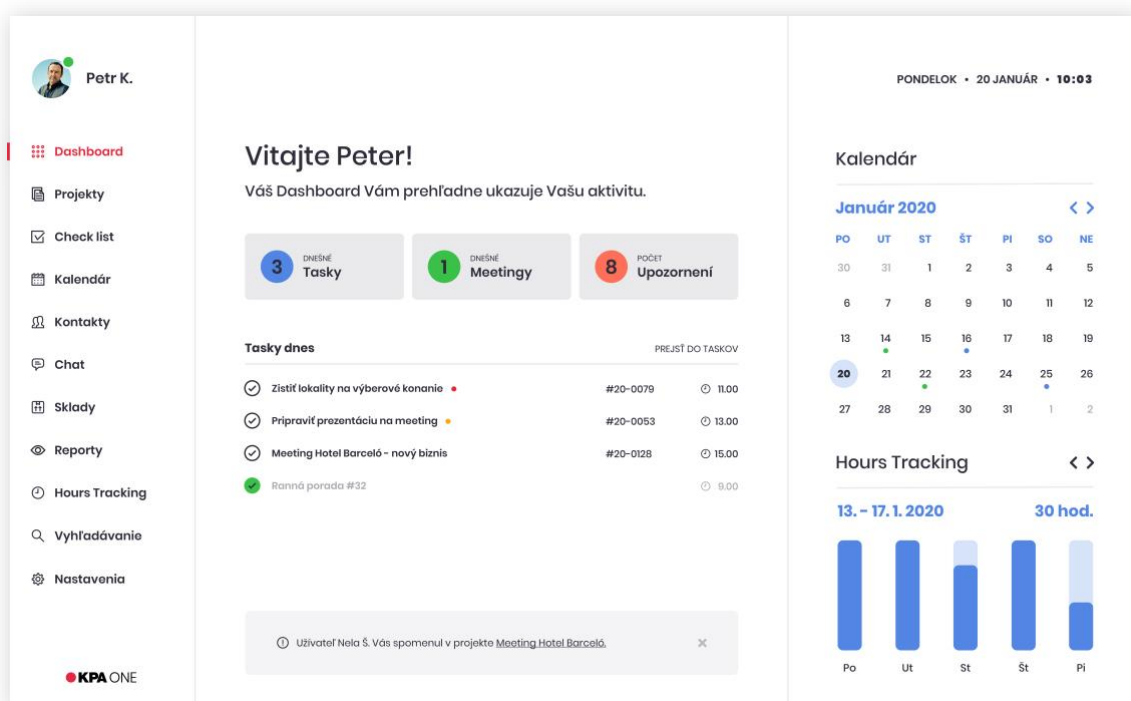 Petr K.
Dashboard
Projekty
Check list
Kalendár
Kontakty
Chat
Sklady
Reporty
Hours Tracking
Vyhľadávanie
Nastavenia
KPA ONE
Vitajte Peter!
Váš Dashboard Vám prehľadne ukazuje Vašu aktivitu.
3 DNEŠNÉ Tasky
1 DNEŠNÉ Meetingy
8 POČET Upozornení
Tasky dnes PREJSŤ DO TASKOV
Zistiť lokality na výberové konanie #20-0079 11.00
Pripraviť prezentáciu na meeting #20-0053 13.00
Meeting Hotel Barceló - nový biznis #20-0128 15.00
Ranná porada #32 9.00
Užívateľ Nela Š. Vás spomenul v projekte Meeting Hotel Barceló.
PONDELOK • 20 JANUÁR • 10:03
Kalendár
Január 2020
PO UT ST ŠT PI SO NE
30 31 1 2 3 4 5
6 7 8 9 10 11 12
13 14 15 16 17 18 19
20 21 22 23 24 25 26
27 28 29 30 31 1 2
Hours Tracking
13. - 17. 1. 2020 30 hod.
Po Ut St Št Pi